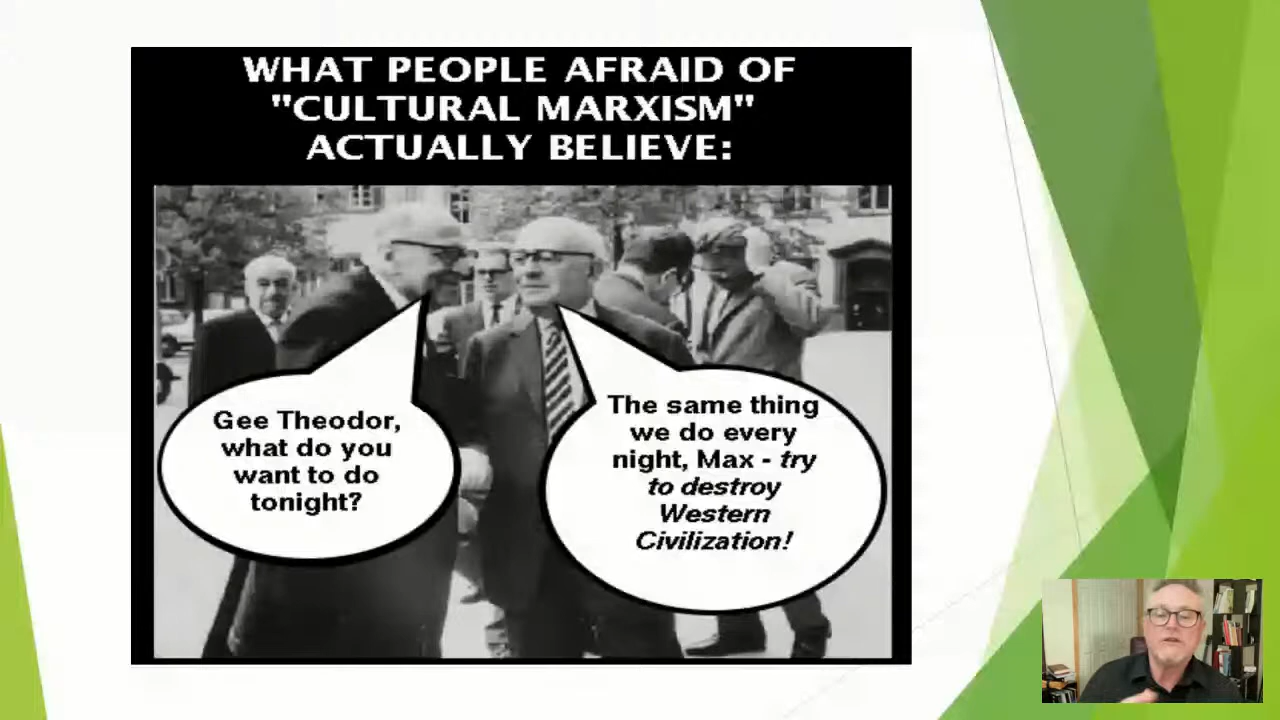 WHAT PEOPLE AFRAID OF
"CULTURAL MARXISM"
ACTUALLY BELIEVE:
Gee Theodor,
what do you
want to do
tonight?
The same thing
we do every
night, Max - try
to destroy
Western
Civilization!